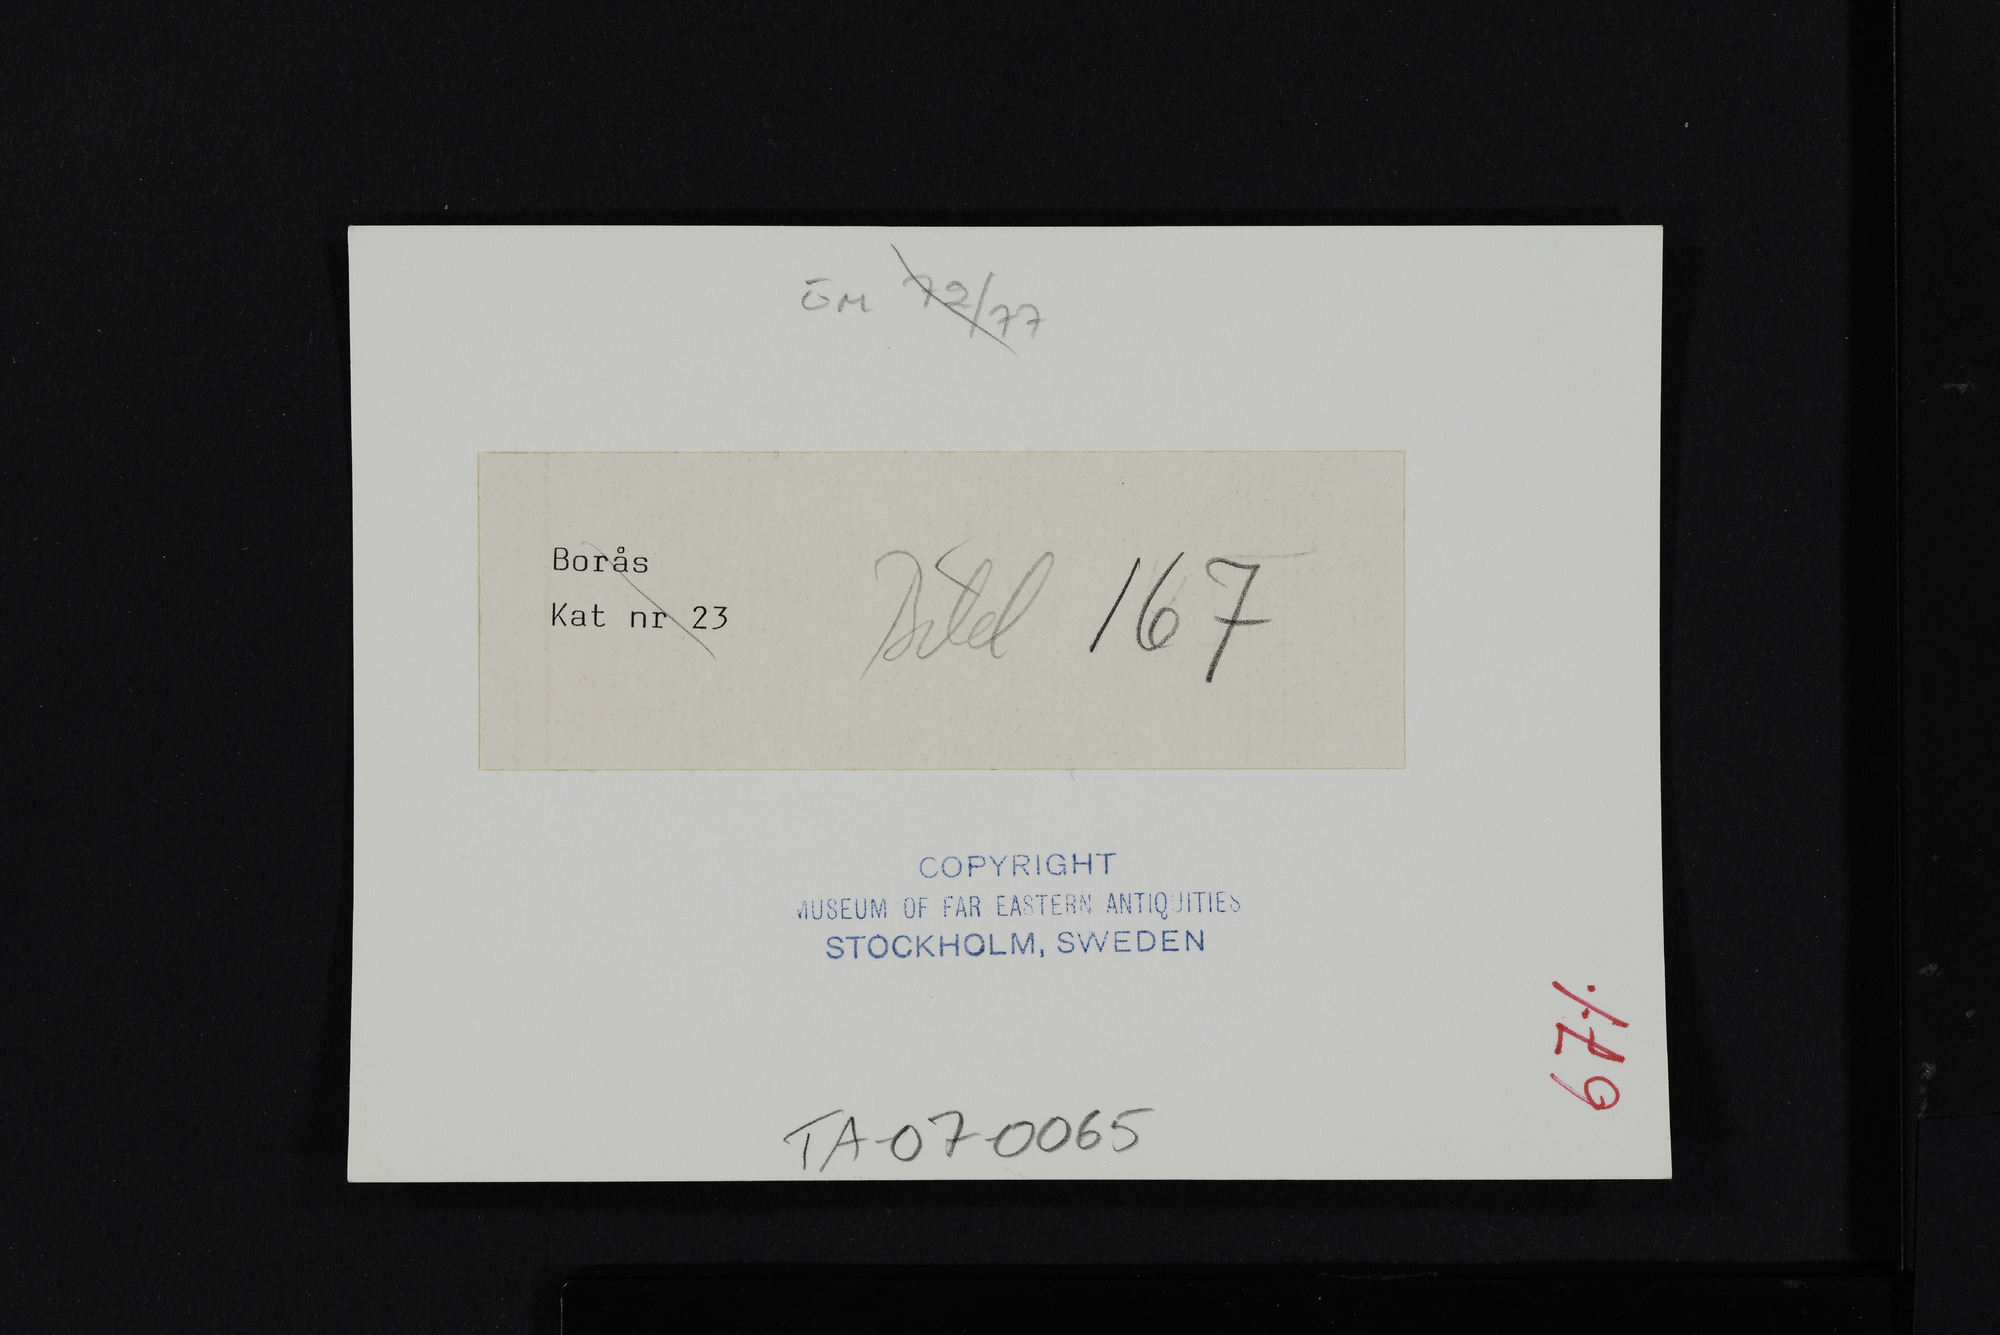 ÖM 72/77
Borås
Kat nr 23
Bild 167
COPYRIGHT
MUSEUM OF FAR EASTERN ANTIQUITIES
STOCKHOLM, SWEDEN
67%
TA-07-0065